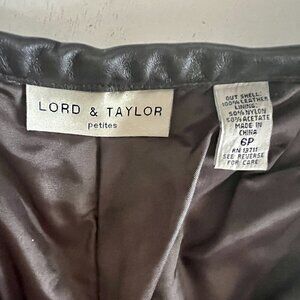 LORD & TAYLOR
petites
OUT SHELL:
100% LEATHER
LINING:
50% NYLON
50% ACETATE
MADE IN
CHINA
6P
RN 13711
SEE REVERSE
FOR CARE